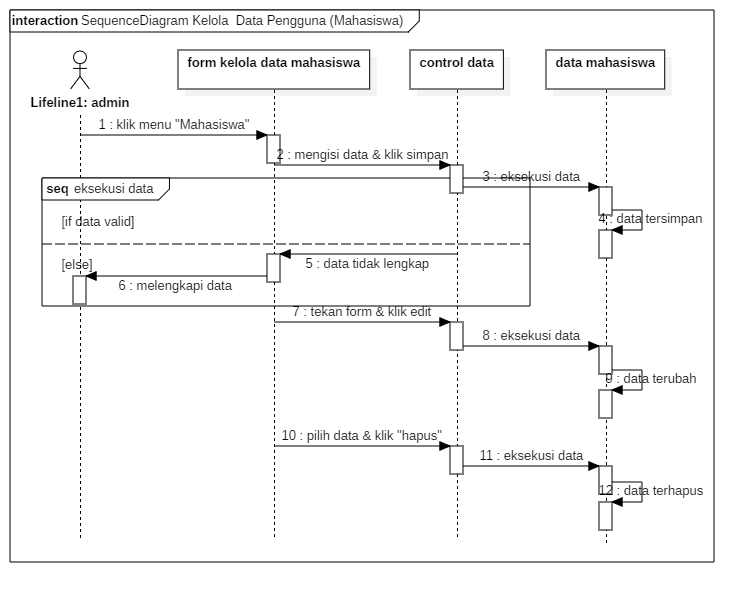 interaction SequenceDiagram Kelola  Data Pengguna (Mahasiswa)
form kelola data mahasiswa
control data
data mahasiswa
Lifeline1: admin
1 : klik menu "Mahasiswa"
2 : mengisi data & klik simpan
3 : eksekusi data
seq eksekusi data
[if data valid]
4 : data tersimpan
[else]
5 : data tidak lengkap
6 : melengkapi data
7 : tekan form & klik edit
8 : eksekusi data
9 : data terubah
10 : pilih data & klik "hapus"
11 : eksekusi data
12 : data terhapus